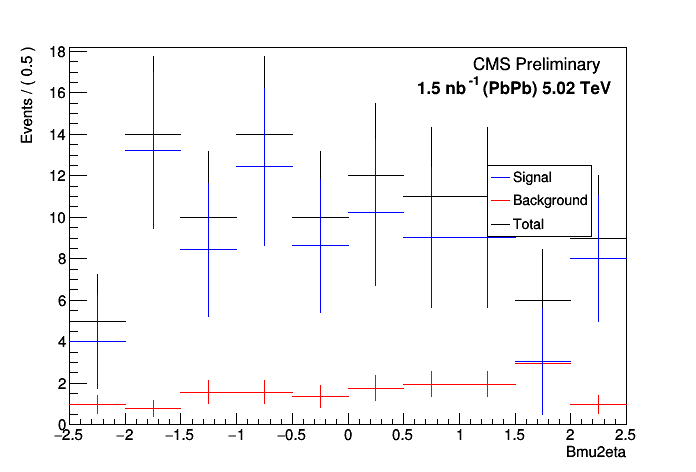 CMS Preliminary
1.5 nb-1 (PbPb) 5.02 TeV
Events / ( 0.5 )
18
16
14
12
10
8
6
4
2
0
Signal
Background
Total
−2.5 −2 −1.5 −1 −0.5 0 0.5 1 1.5 2 2.5
Bmu2eta